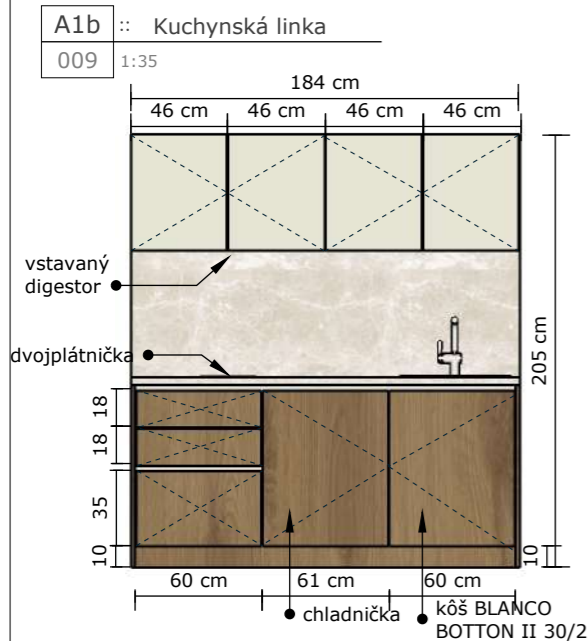 A1b :: Kuchynská linka
009 1:35
184 cm
46 cm 46 cm 46 cm 46 cm
vstavaný
digestor
dvojplátnička
205 cm
18
18
35
10
10
60 cm 61 cm 60 cm
chladnička
kôš BLANCO
BOTTON II 30/2